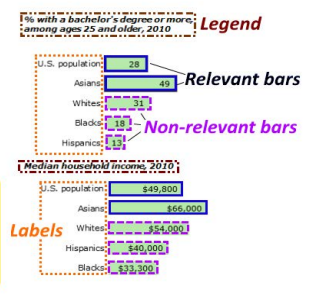 % with a bachelor's degree or more,
among ages 25 and older, 2010
Legend
U.S. population 28
Asians 49
Relevant bars
Whites 31
Blacks 18
Non-relevant bars
Hispanics 13
Median household income, 2010
U.S. population $49,800
Asians $66,000
Labels
Whites $54,000
Hispanics $40,000
Blacks $33,300